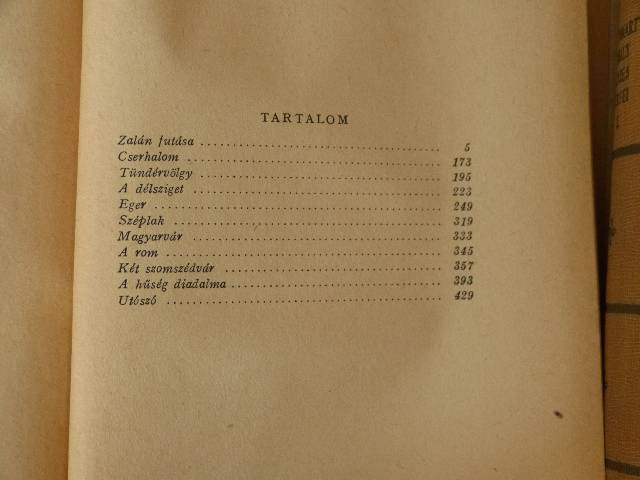 TARTALOM
Zalán futása ........................................ 5
Cserhalom ........................................ 173
Tündérvölgy ........................................ 195
A délsziget ........................................ 223
Eger ........................................ 249
Széplak ........................................ 319
Magyarvár ........................................ 333
A rom ........................................ 345
Két szomszédvár ........................................ 357
A hűség diadalma ........................................ 393
Utószó ........................................ 429